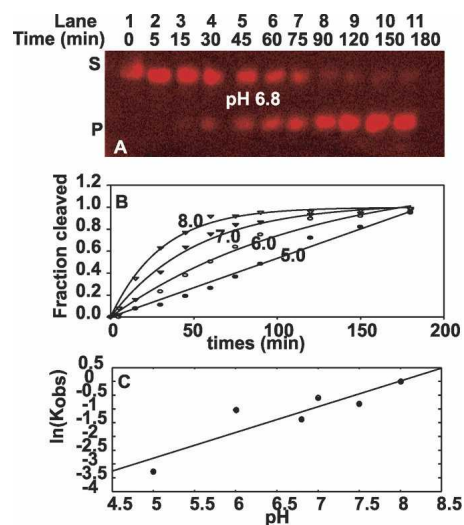 Lane 1 2 3 4 5 6 7 8 9 10 11
Time (min) 0 5 15 30 45 60 75 90 120 150 180
S
pH 6.8
P
A
1.2
1.0
0.8
0.6
0.4
0.2
0.0
B
8.0
7.0
6.0
5.0
Fraction cleaved
0 50 100 150 200
times (min)
0.5
0
-0.5
-1
-1.5
-2
-2.5
-3
-3.5
-4
C
ln(Kobs)
4.5 5 5.5 6 6.5 7 7.5 8 8.5
pH